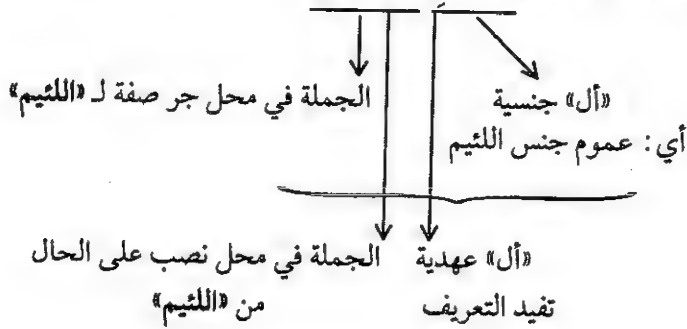 «أل» جنسية الجملة في محل جر صفة لـ «اللئيم»
أي: عموم جنس اللئيم
«أل» عهدية الجملة في محل نصب على الحال
تفيد التعريف من «اللئيم»